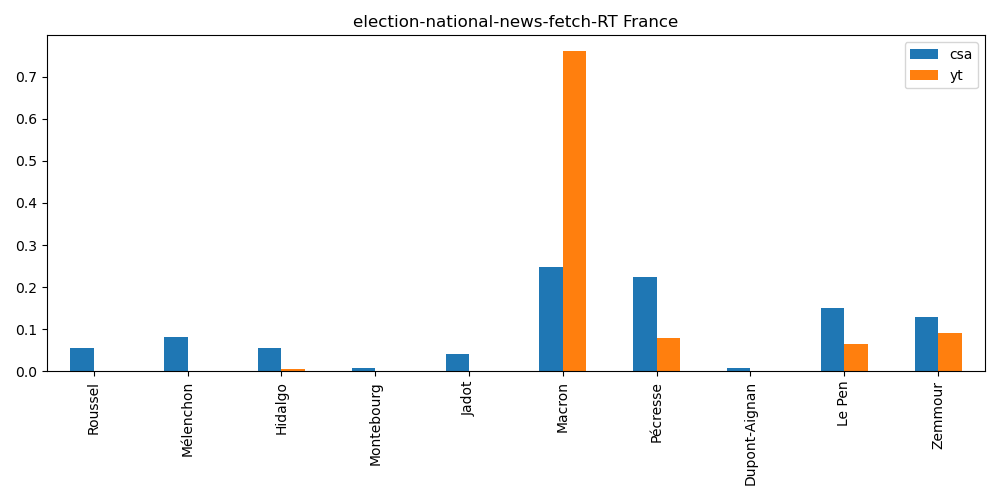 election-national-news-fetch-RT France
csa
yt
0.7
0.6
0.5
0.4
0.3
0.2
0.1
0.0
Roussel
Mélenchon
Hidalgo
Montebourg
Jadot
Macron
Pécresse
Dupont-Aignan
Le Pen
Zemmour